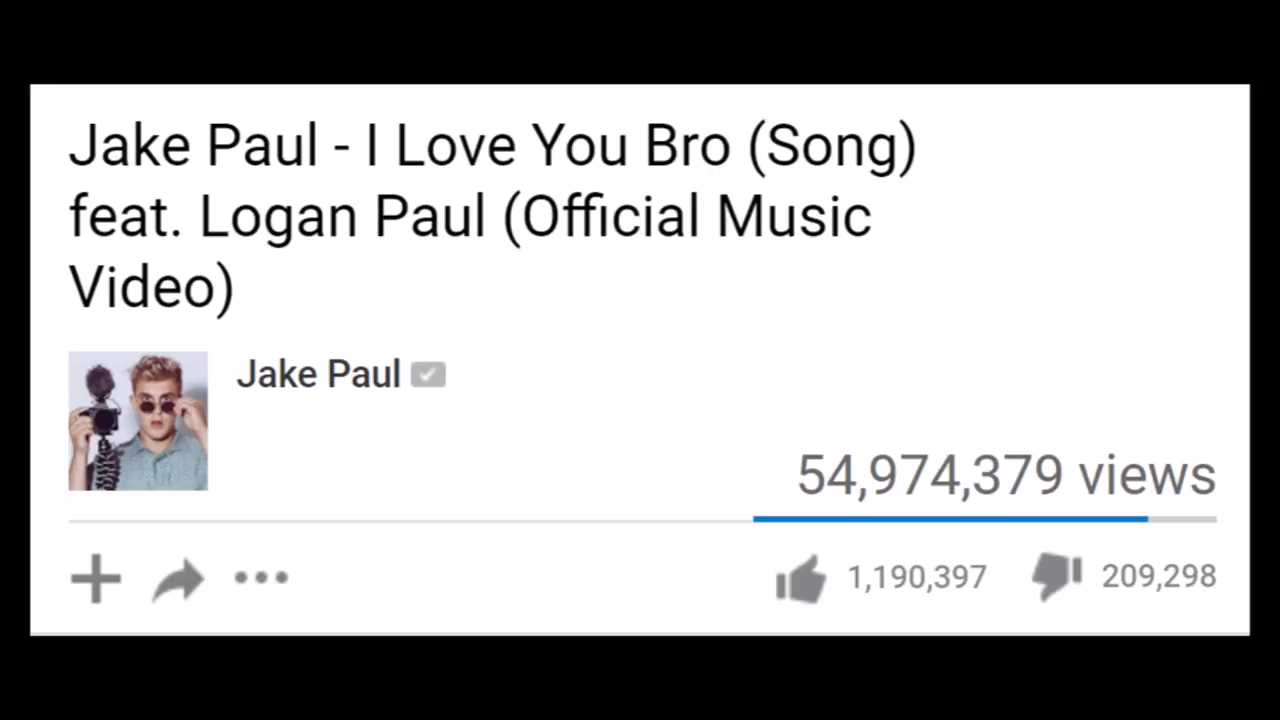 Jake Paul - I Love You Bro (Song)
feat. Logan Paul (Official Music
Video)
Jake Paul
54,974,379 views
1,190,397 209,298